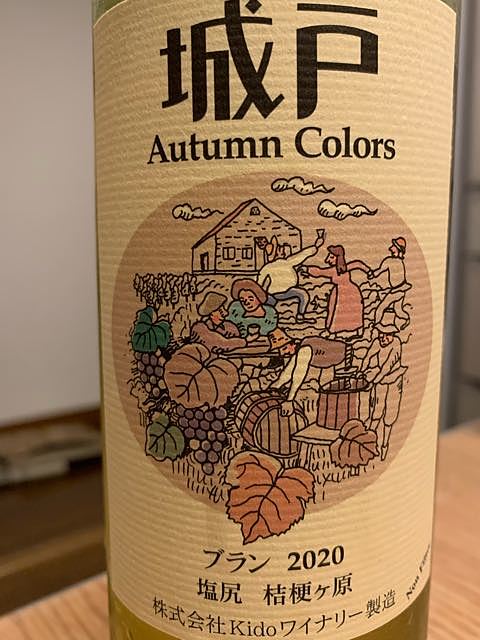 城戸
Autumn Colors
ブラン 2020
塩尻 桔梗ヶ原
株式会社Kidoワイナリー製造
Non